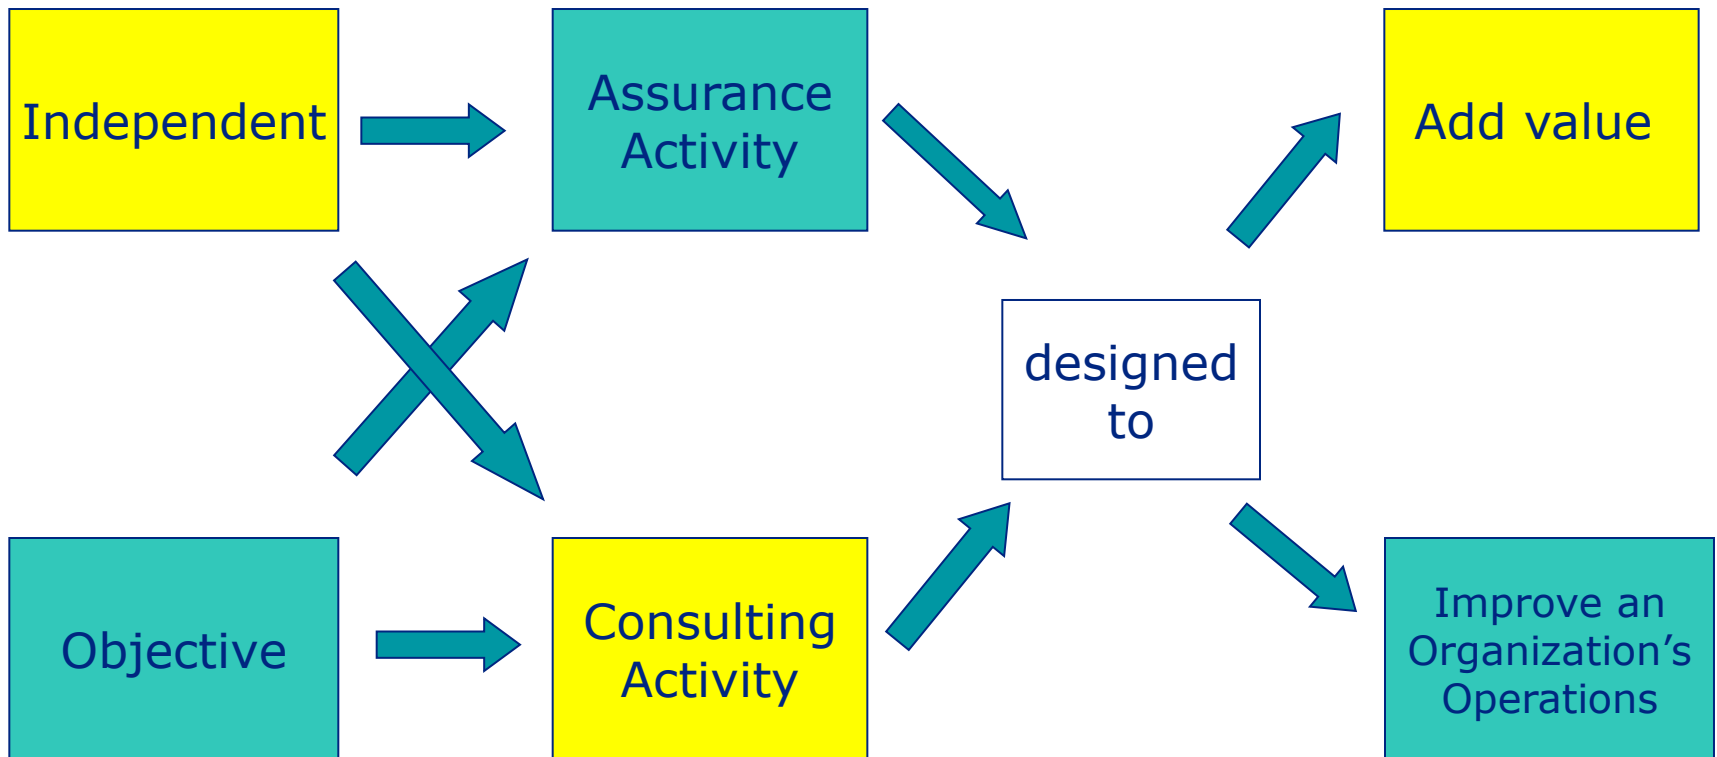 Independent
Assurance
Activity
Add value
designed
to
Objective
Consulting
Activity
Improve an
Organization’s
Operations